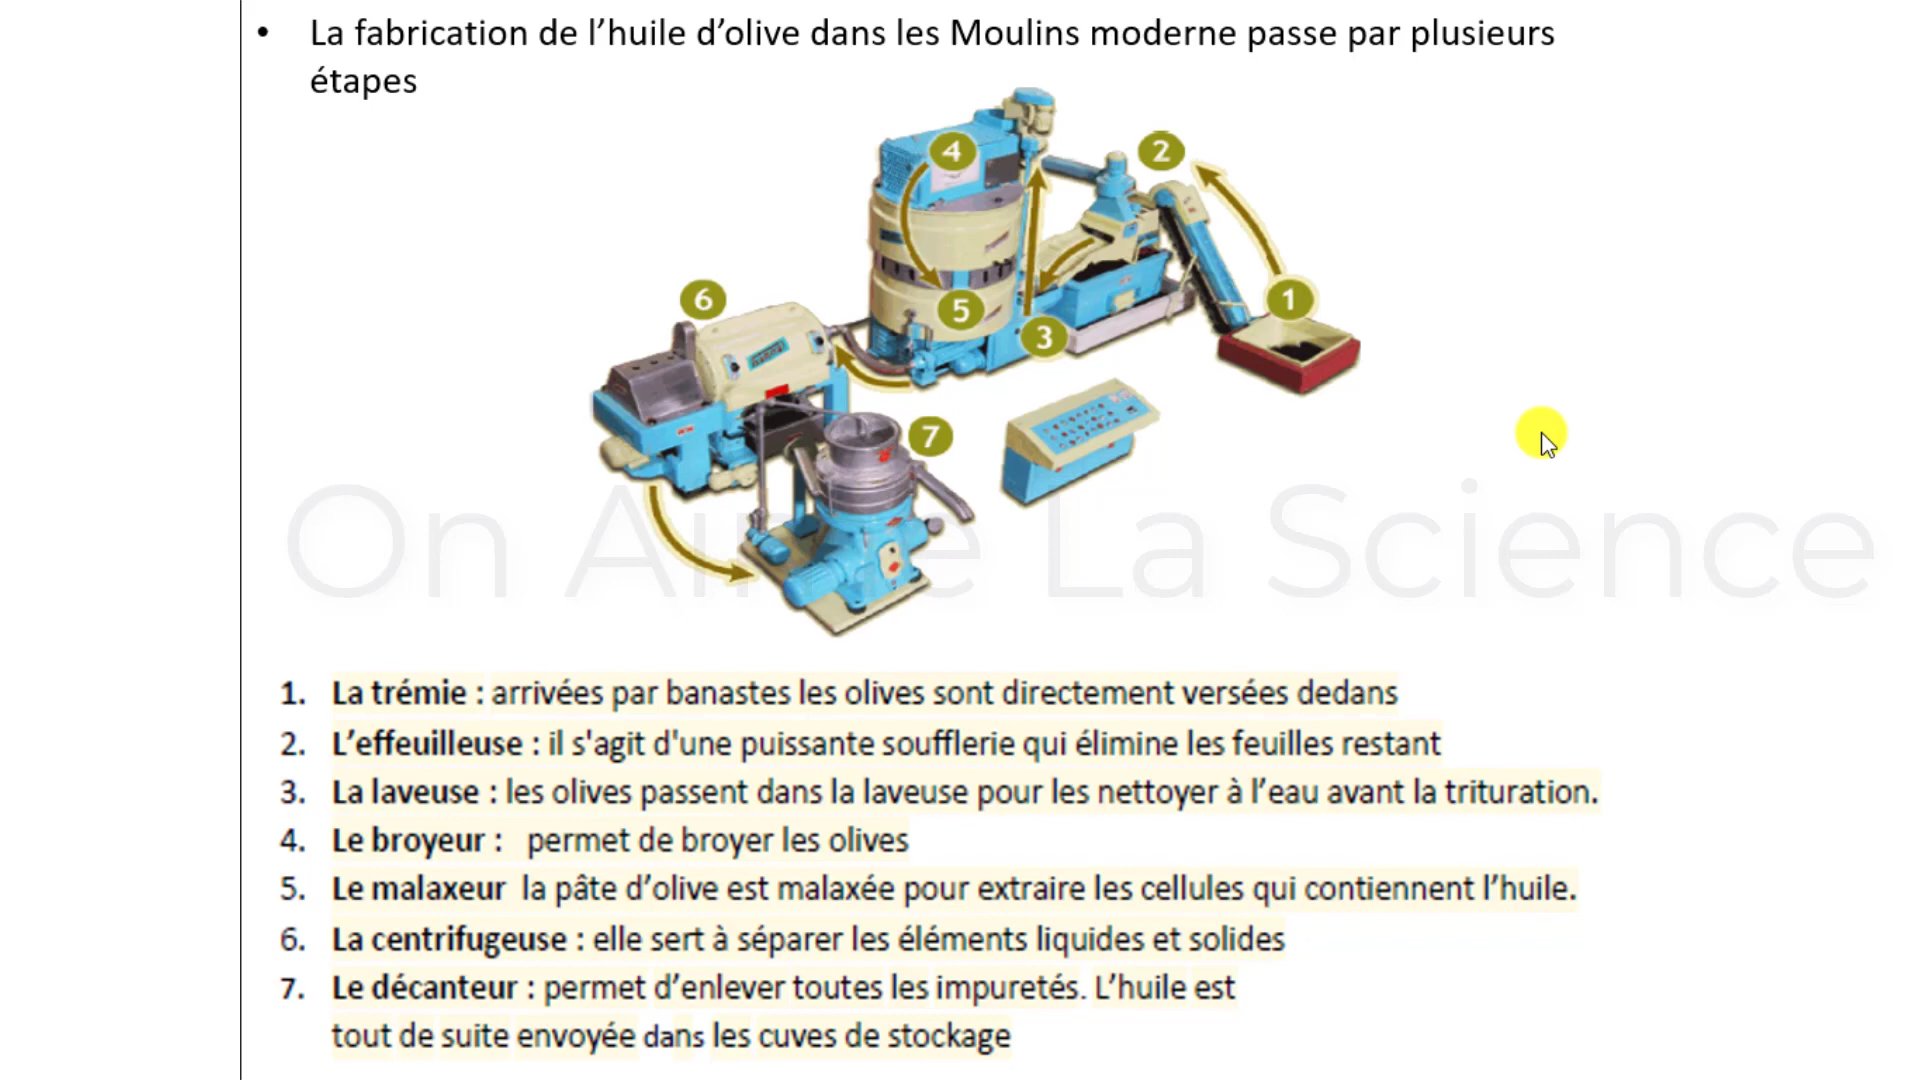 • La fabrication de l’huile d’olive dans les Moulins moderne passe par plusieurs
étapes
4
2
1
5
6
3
7
On Aime La Science
1. La trémie : arrivées par banastes les olives sont directement versées dedans
2. L’effeuilleuse : il s'agit d'une puissante soufflerie qui élimine les feuilles restant
3. La laveuse : les olives passent dans la laveuse pour les nettoyer à l’eau avant la trituration.
4. Le broyeur : permet de broyer les olives
5. Le malaxeur la pâte d’olive est malaxée pour extraire les cellules qui contiennent l’huile.
6. La centrifugeuse : elle sert à séparer les éléments liquides et solides
7. Le décanteur : permet d’enlever toutes les impuretés. L’huile est
tout de suite envoyée dans les cuves de stockage